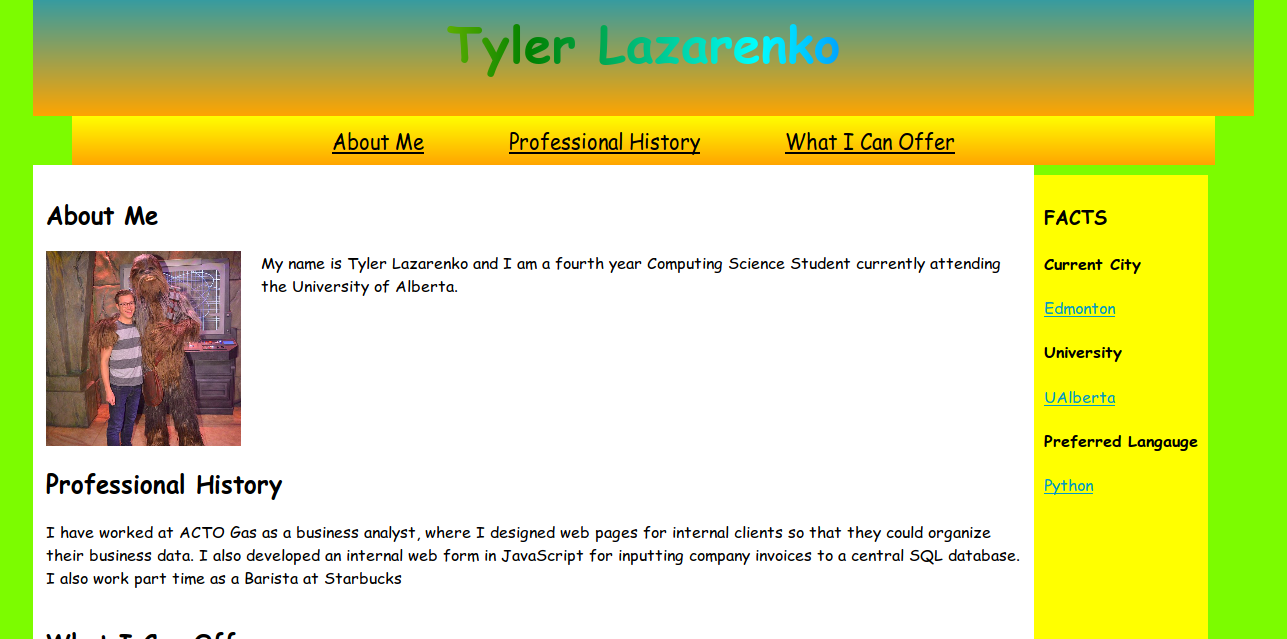 Tyler Lazarenko
About Me Professional History What I Can Offer
About Me
My name is Tyler Lazarenko and I am a fourth year Computing Science Student currently attending
the University of Alberta.
Professional History
I have worked at ACTO Gas as a business analyst, where I designed web pages for internal clients so that they could organize
their business data. I also developed an internal web form in JavaScript for inputting company invoices to a central SQL database.
I also work part time as a Barista at Starbucks
FACTS
Current City
Edmonton
University
UAlberta
Preferred Langauge
Python